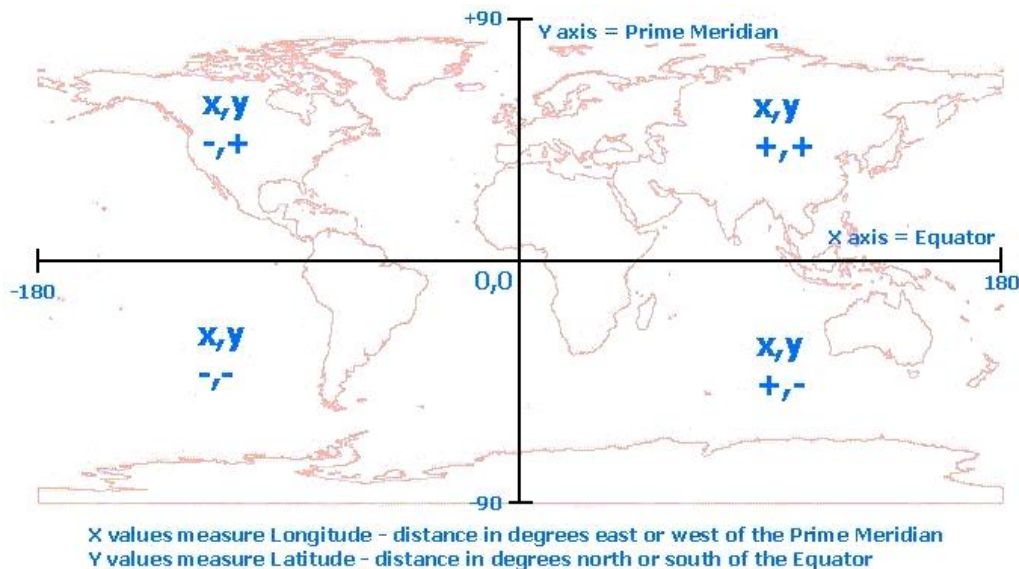 +90
Y axis = Prime Meridian
x,y
-,+
x,y
+,+
X axis = Equator
-180
0,0
180
x,y
-,-
x,y
+,-
-90
X values measure Longitude - distance in degrees east or west of the Prime Meridian
Y values measure Latitude - distance in degrees north or south of the Equator